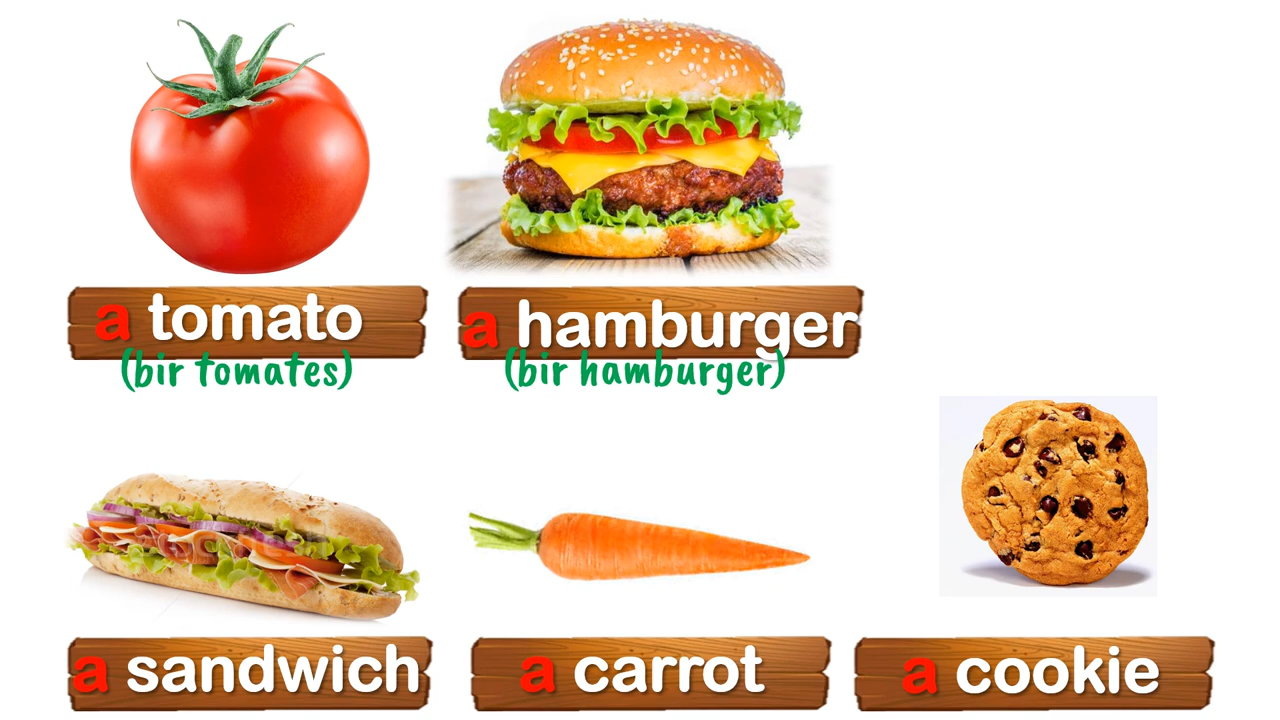 a tomato
(bir tomates)
a hamburger
(bir hamburger)
a sandwich
a carrot
a cookie